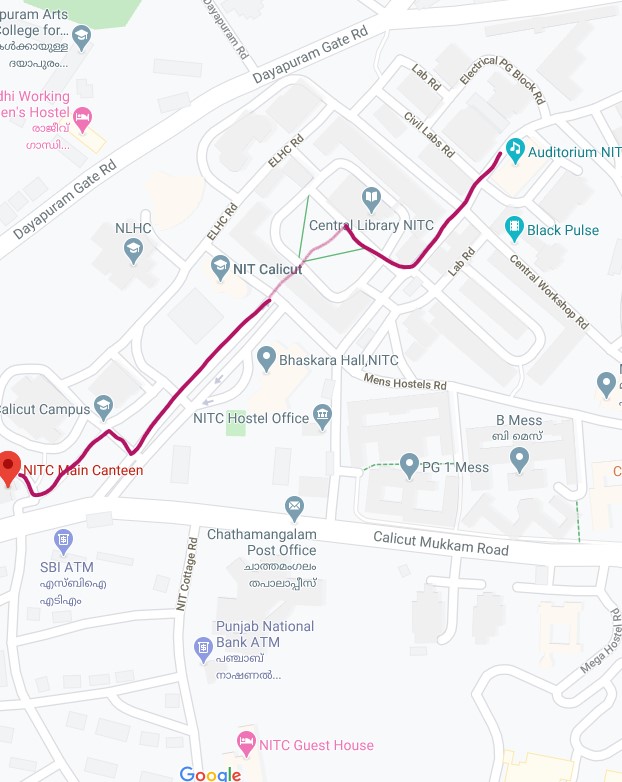 puram Arts
College for...
ൾക്കായുള്ള
ദയാപുരം...
Dayapuram Rd
Dayapuram Gate Rd
Lab Rd
Electrical PG Block Rd
dhi Working
en's Hostel
രാജീവ്
ഗാന്ധി...
Civil Labs Rd
ELHC Rd
Auditorium NIT
Dayapuram Gate Rd
NLHC
ELHC Rd
Central Library NITC
Black Pulse
NIT Calicut
Lab Rd
Central Workshop Rd
Bhaskara Hall,NITC
Mens Hostels Rd
Calicut Campus
NITC Hostel Office
B Mess
ബി മെസ്
NITC Main Canteen
PG 1 Mess
Chathamangalam
Post Office
ചാത്തമംഗലം
തപാലാപ്പീസ്
Calicut Mukkam Road
SBI ATM
എസ്ബിഐ
എടിഎം
NIT Cottage Rd
Punjab National
Bank ATM
പഞ്ചാബ്
നാഷണൽ...
Mega Hostel Rd
NITC Guest House
Google